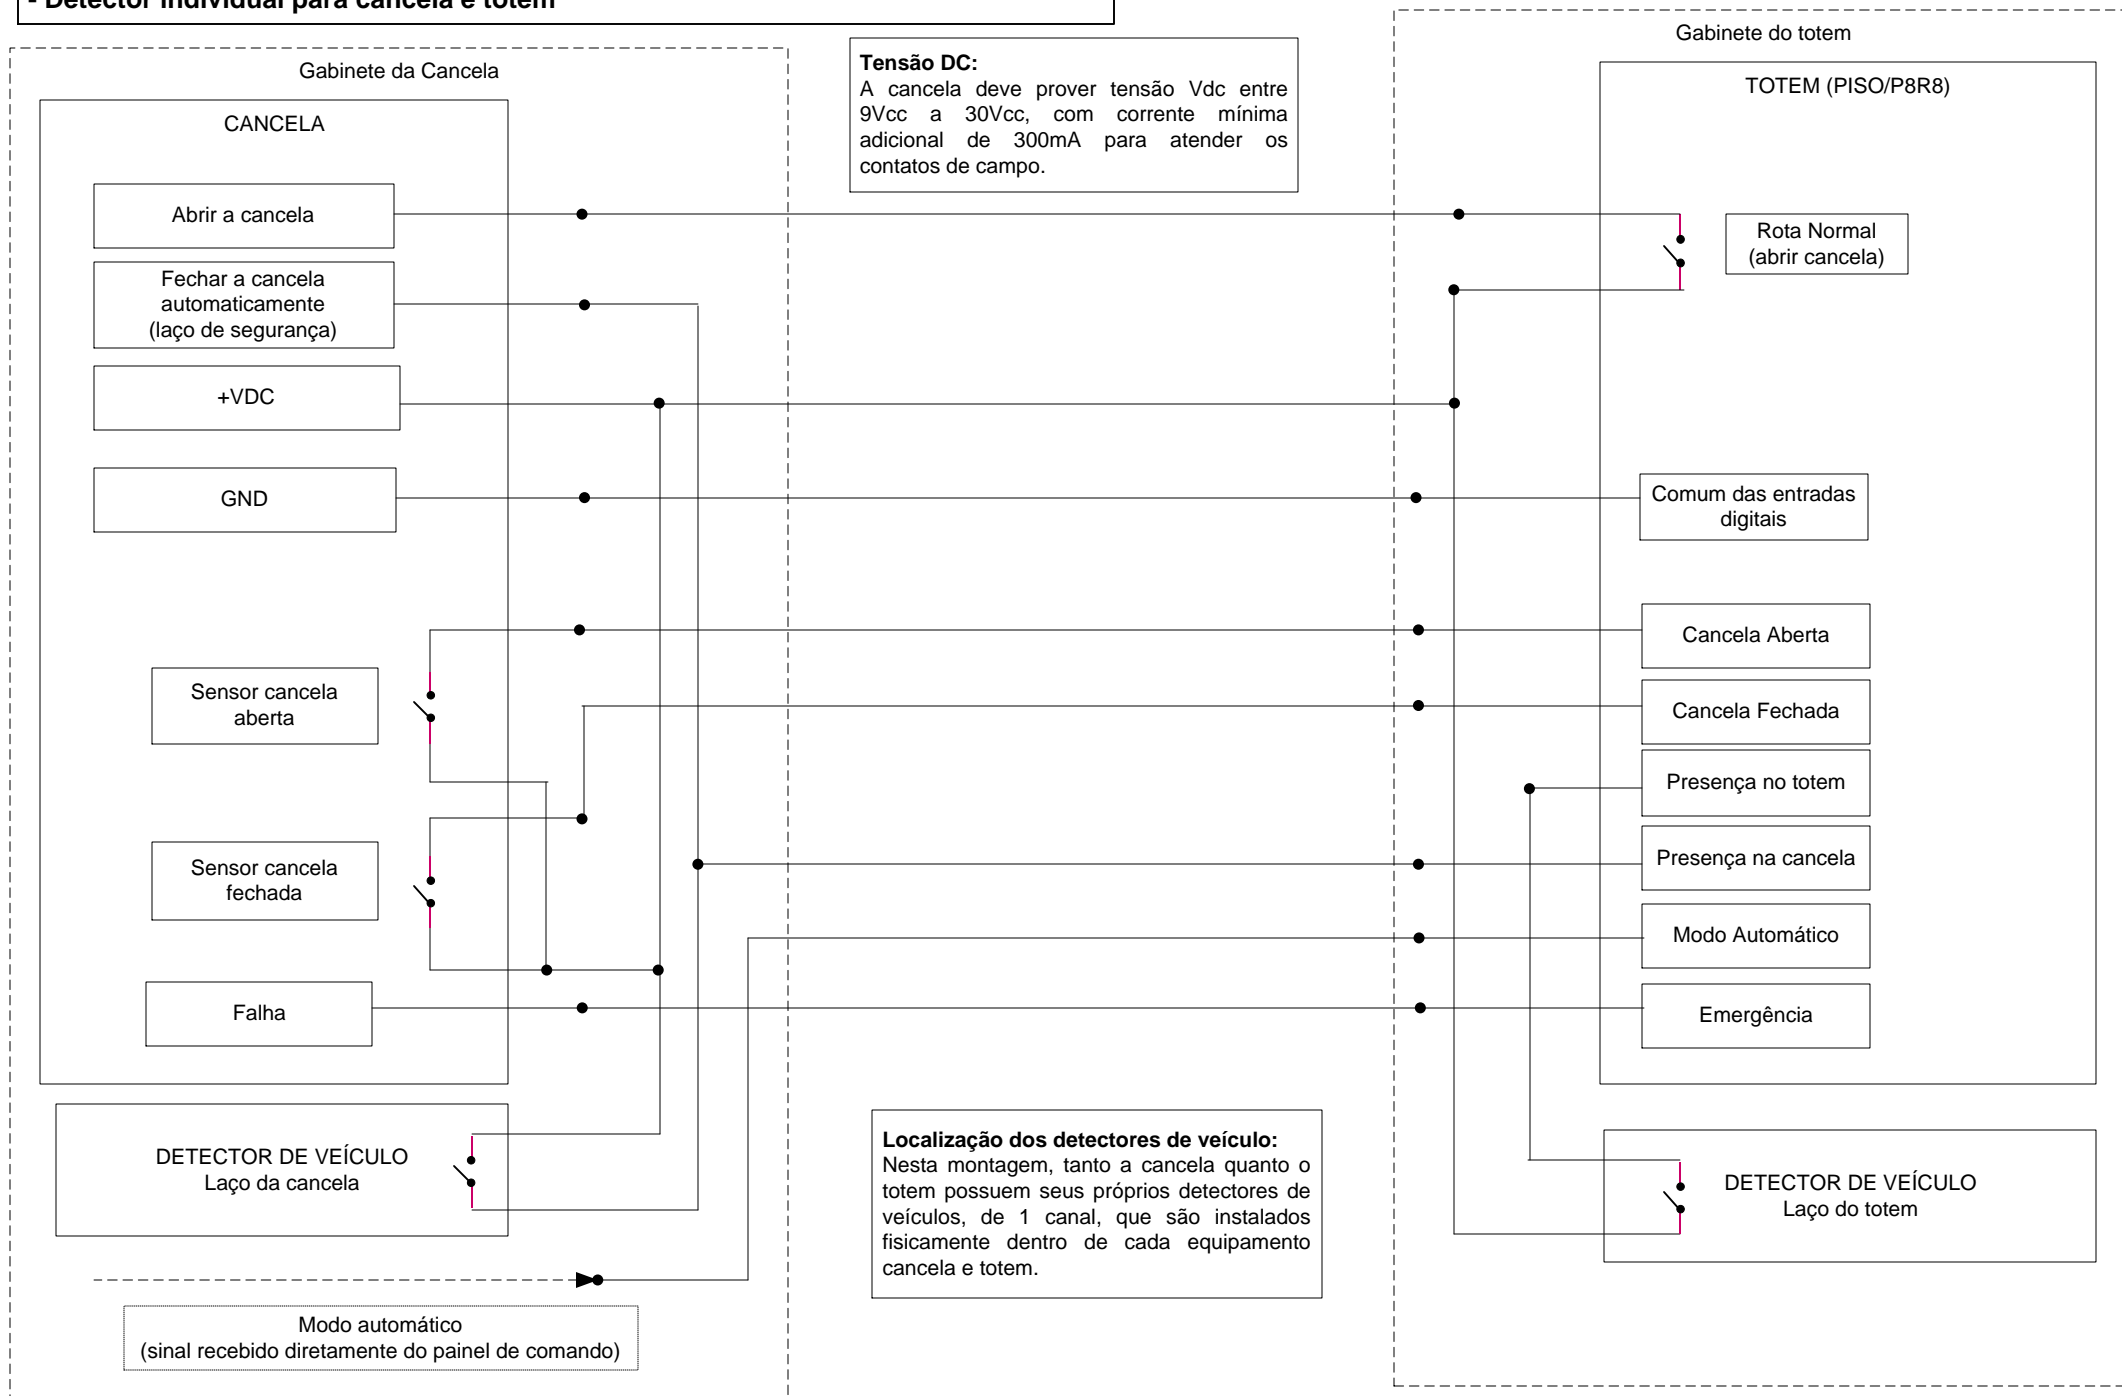 - Detector individual para cancela e totem
Gabinete da Cancela
CANCELA
Abrir a cancela
Fechar a cancela
automaticamente
(laço de segurança)
+VDC
GND
Sensor cancela
aberta
Sensor cancela
fechada
Falha
DETECTOR DE VEÍCULO
Laço da cancela
Modo automático
(sinal recebido diretamente do painel de comando)
Tensão DC:
A cancela deve prover tensão Vdc entre
9Vcc a 30Vcc, com corrente mínima
adicional de 300mA para atender os
contatos de campo.
Localização dos detectores de veículo:
Nesta montagem, tanto a cancela quanto o
totem possuem seus próprios detectores de
veículos, de 1 canal, que são instalados
fisicamente dentro de cada equipamento
cancela e totem.
Gabinete do totem
TOTEM (PISO/P8R8)
Rota Normal
(abrir cancela)
Comum das entradas
digitais
Cancela Aberta
Cancela Fechada
Presença no totem
Presença na cancela
Modo Automático
Emergência
DETECTOR DE VEÍCULO
Laço do totem